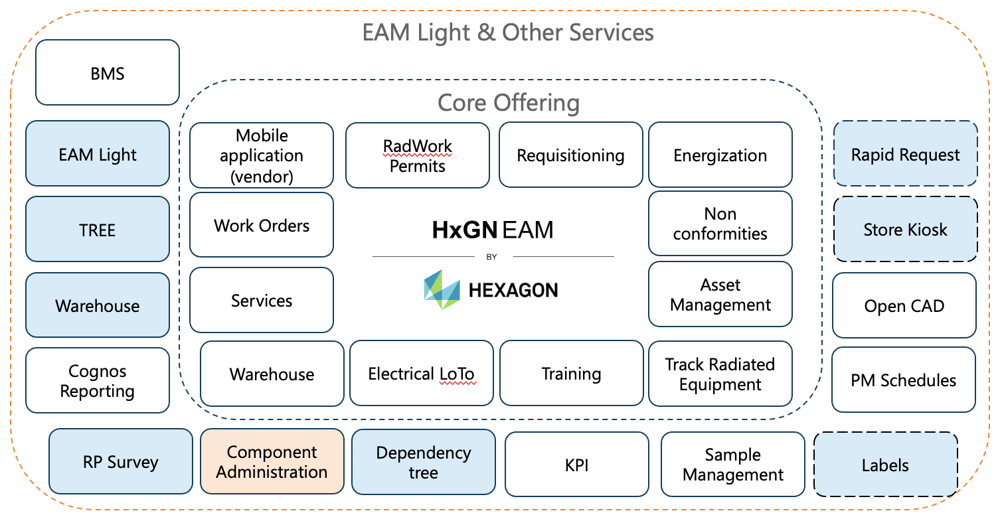 EAM Light & Other Services
BMS
Core Offering
EAM Light
Mobile
application
(vendor)
RadWork
Permits
Requisitioning
Energization
Rapid Request
TREE
Work Orders
HxGN EAM
BY
HEXAGON
Non
conformities
Store Kiosk
Warehouse
Services
Asset
Management
Open CAD
Cognos
Reporting
Warehouse
Electrical LoTo
Training
Track Radiated
Equipment
PM Schedules
RP Survey
Component
Administration
Dependency
tree
KPI
Sample
Management
Labels